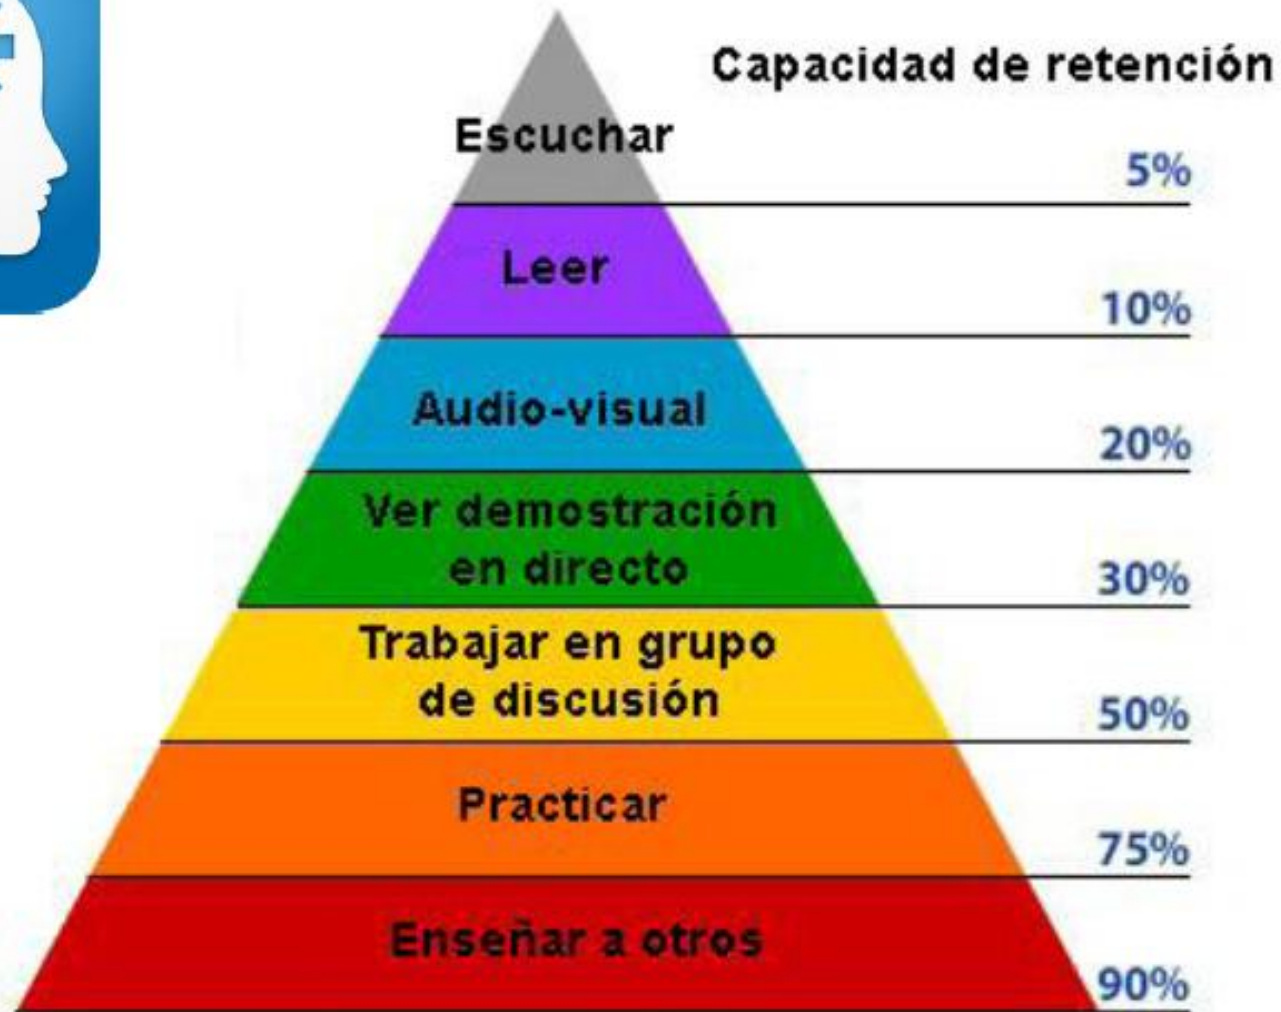 Capacidad de retención
Escuchar
5%
Leer
10%
Audio-visual
20%
Ver demostración
en directo
30%
Trabajar en grupo
de discusión
50%
Practicar
75%
Enseñar a otros
90%